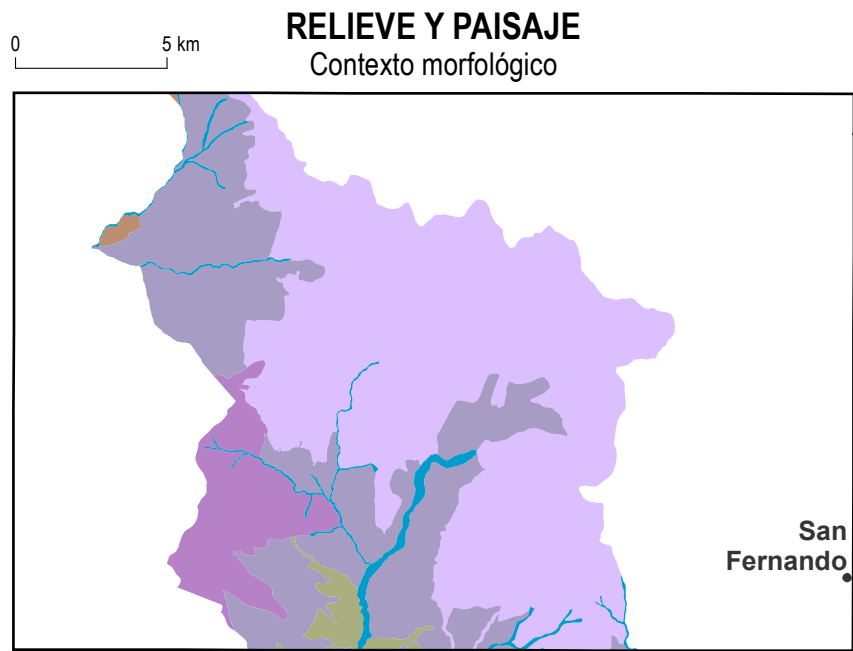 RELIEVE Y PAISAJE
Contexto morfológico
0 5 km
San
Fernando